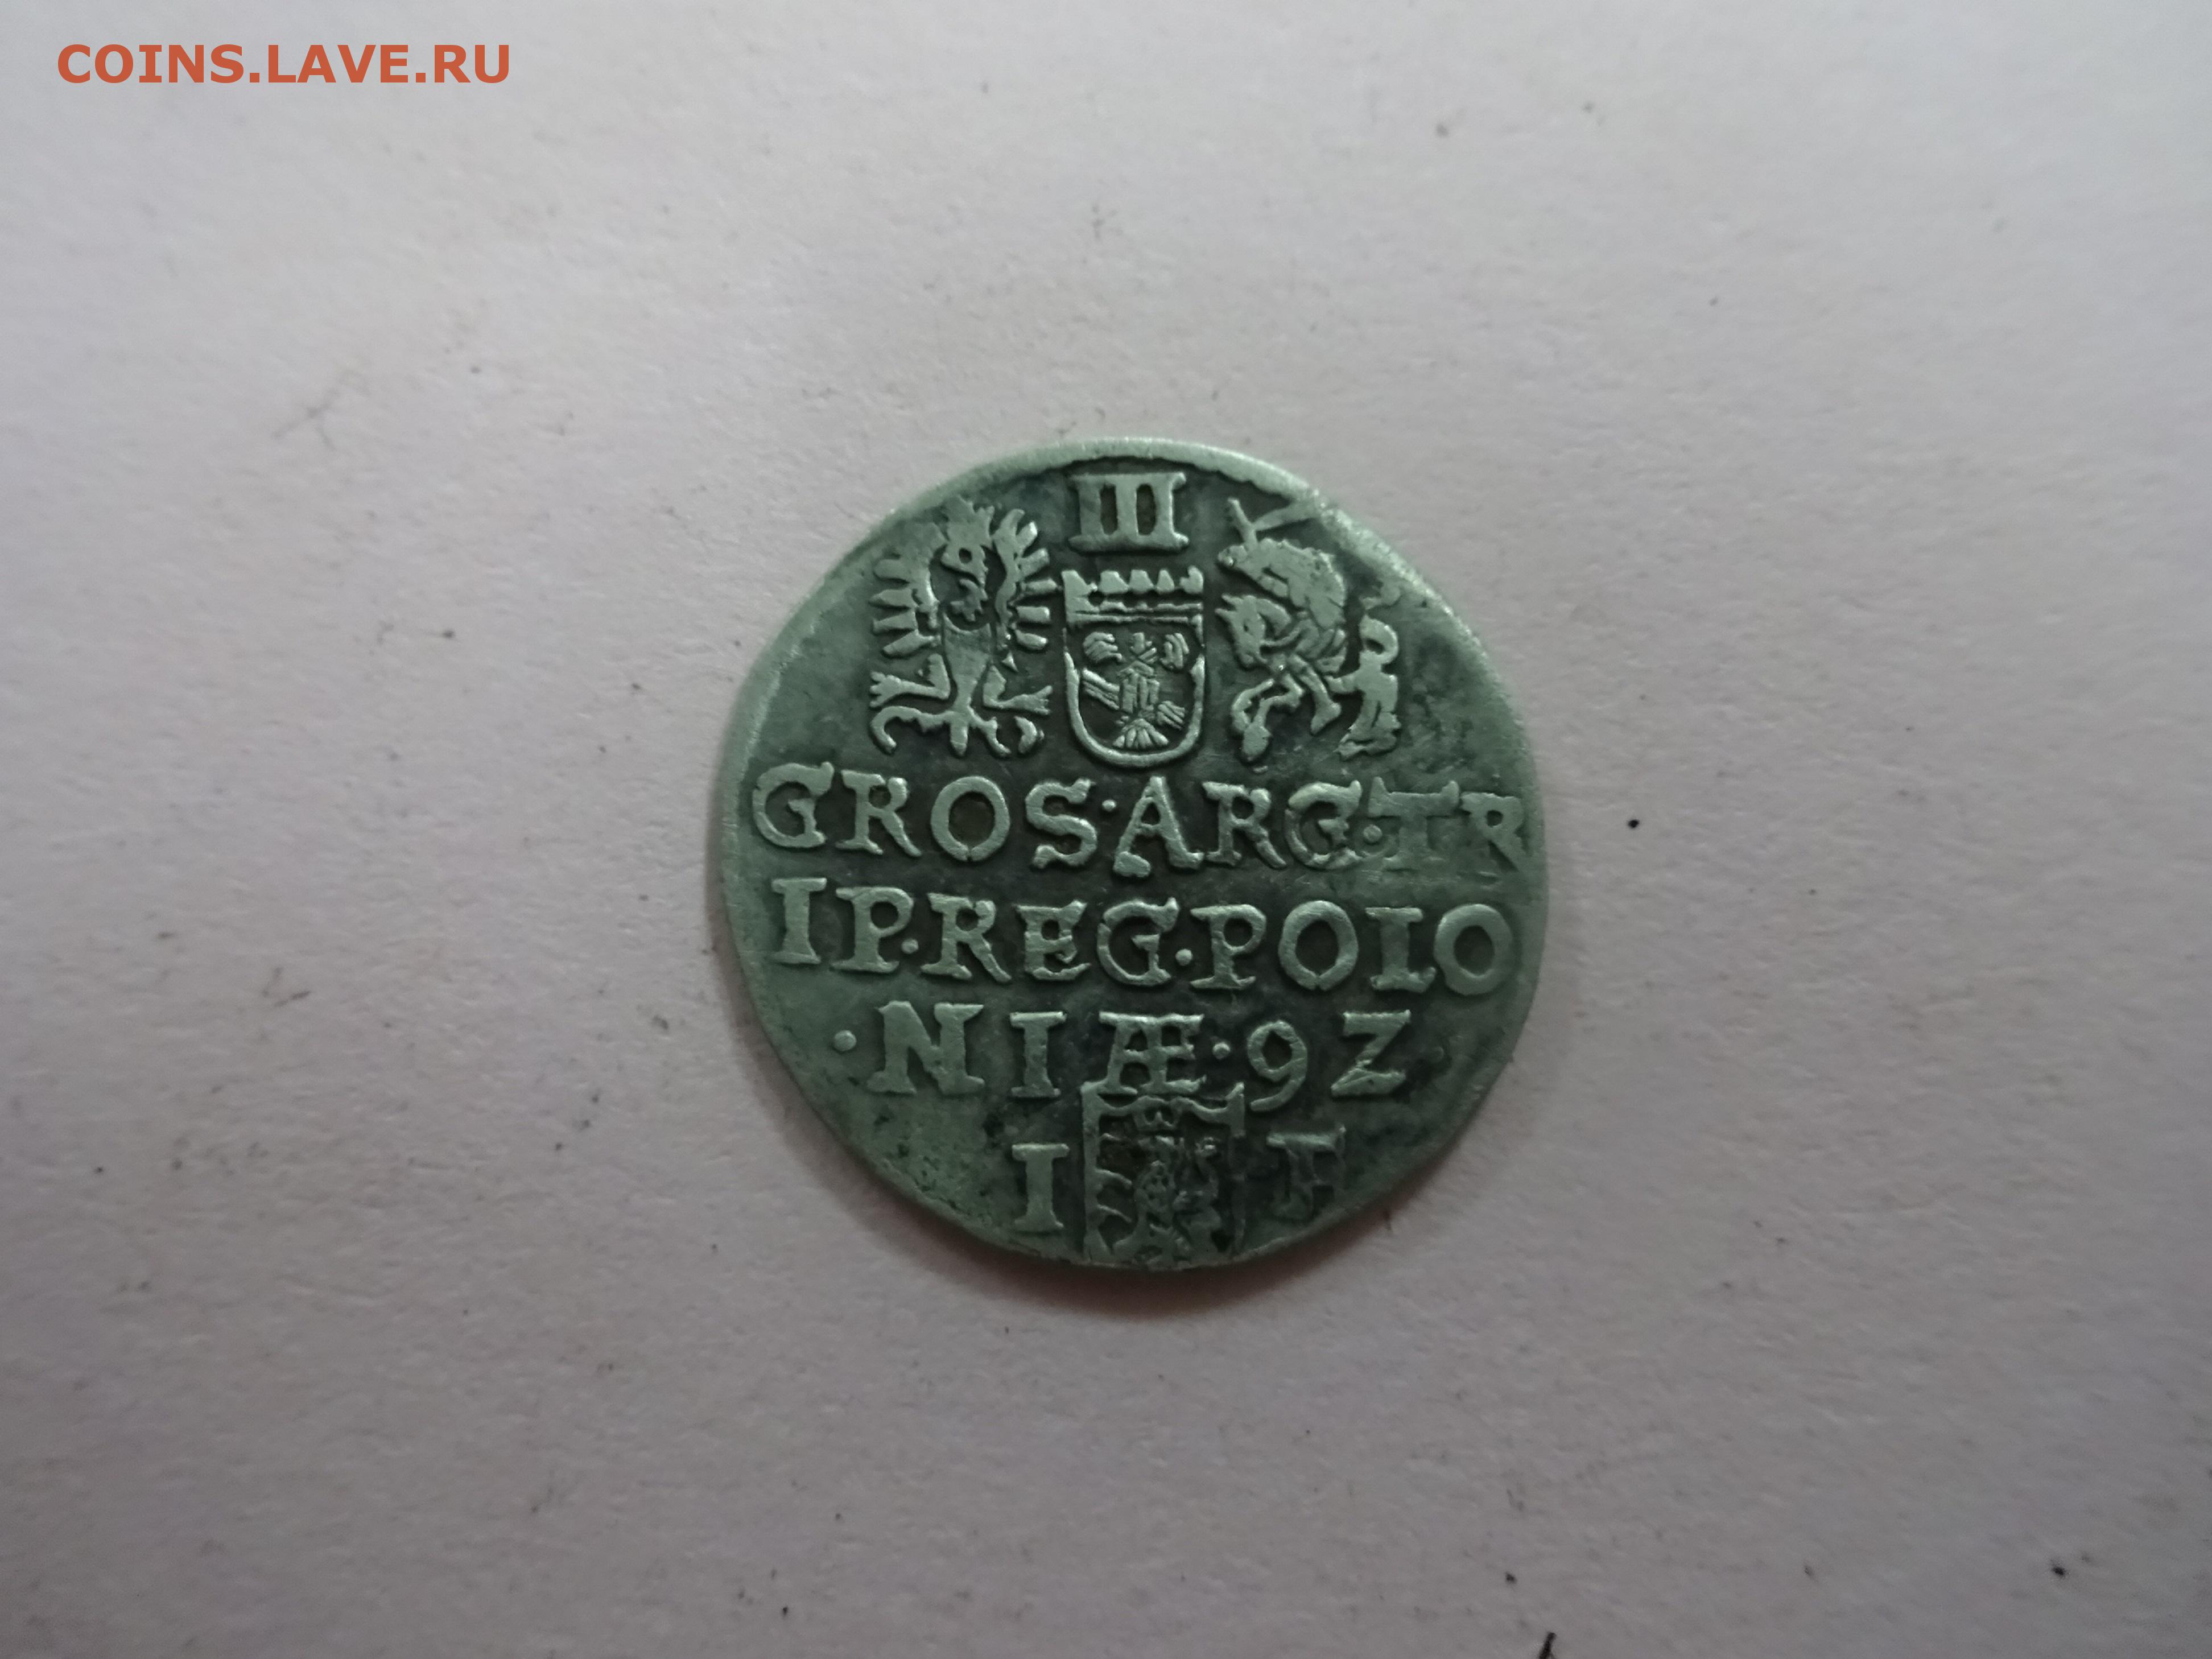 COINS.LAVE.RU
III
GROS·ARG·TR
IP·REG·POLO
·NIÆ·9Z·
I F